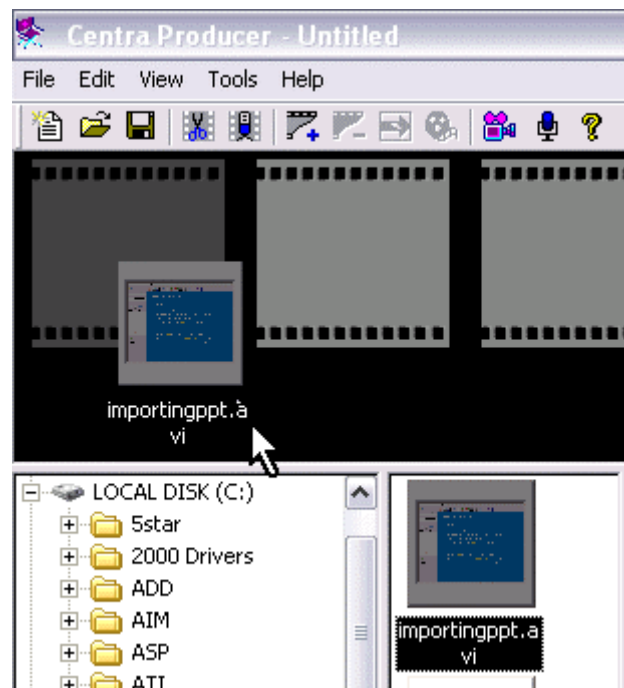 Centra Producer - Untitled
File Edit View Tools Help
importingppt.a
vi
LOCAL DISK (C:)
5star
2000 Drivers
ADD
AIM
ASP
ATI
importingppt.a
vi